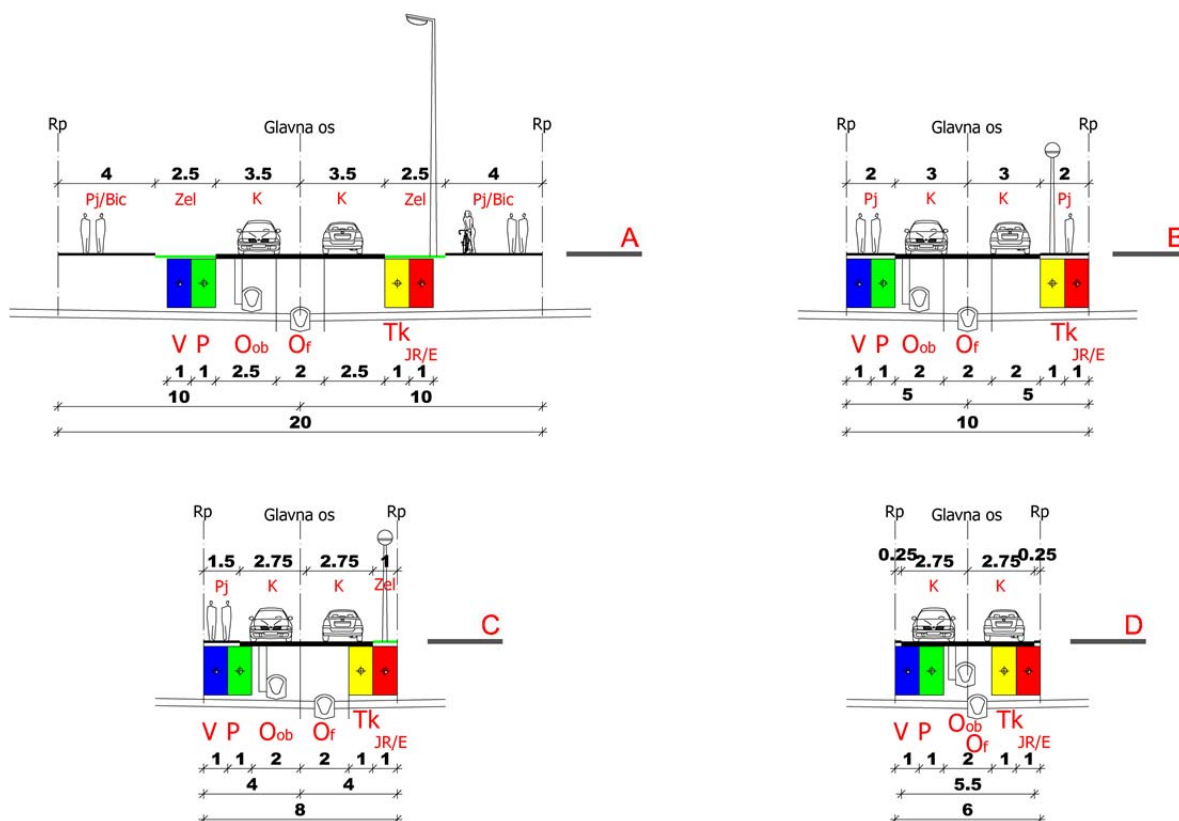 Rp Glavna os Rp
4 2.5 3.5 3.5 2.5 4
Pj/Bic Zel K K Zel Pj/Bic
A
V P Oob Of Tk
JR/E
1 1 2.5 2 2.5 1 1
10 10
20
Rp Glavna os Rp
2 3 3 2
Pj K K Pj
B
V P Oob Of Tk
JR/E
1 1 2 2 2 1 1
5 5
10
Rp Glavna os Rp
1.5 2.75 2.75 1
Pj K K Zel
C
V P Oob Of Tk
JR/E
1 1 2 2 1 1
4 4
8
Rp Glavna os Rp
0.25 2.75 2.75 0.25
K K
D
V P Oob Tk
Of JR/E
1 1 2 1 1
5.5
6